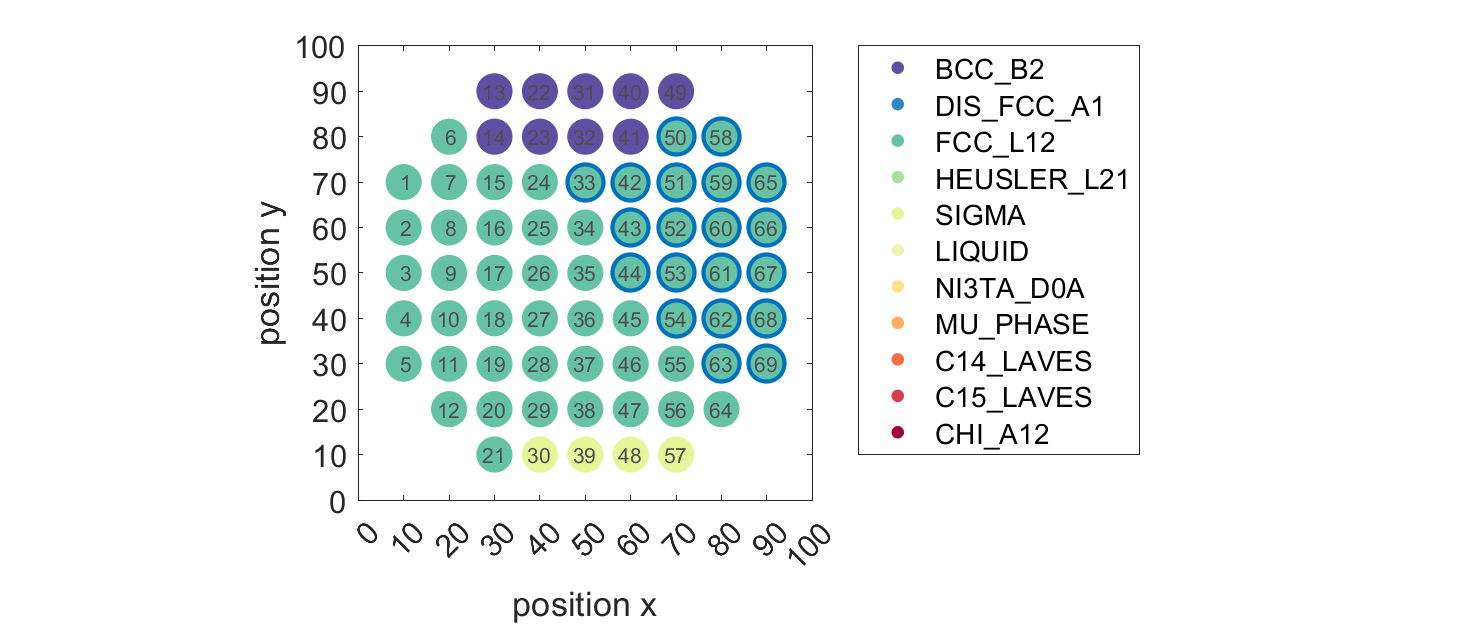 100
90 13 22 31 40 49
80 6 14 23 32 41 50 58
70 1 7 15 24 33 42 51 59 65
60 2 8 16 25 34 43 52 60 66
50 3 9 17 26 35 44 53 61 67
40 4 10 18 27 36 45 54 62 68
30 5 11 19 28 37 46 55 63 69
20 12 20 29 38 47 56 64
10 21 30 39 48 57
0
0 10 20 30 40 50 60 70 80 90 100
position x
position y
BCC_B2
DIS_FCC_A1
FCC_L12
HEUSLER_L21
SIGMA
LIQUID
NI3TA_D0A
MU_PHASE
C14_LAVES
C15_LAVES
CHI_A12